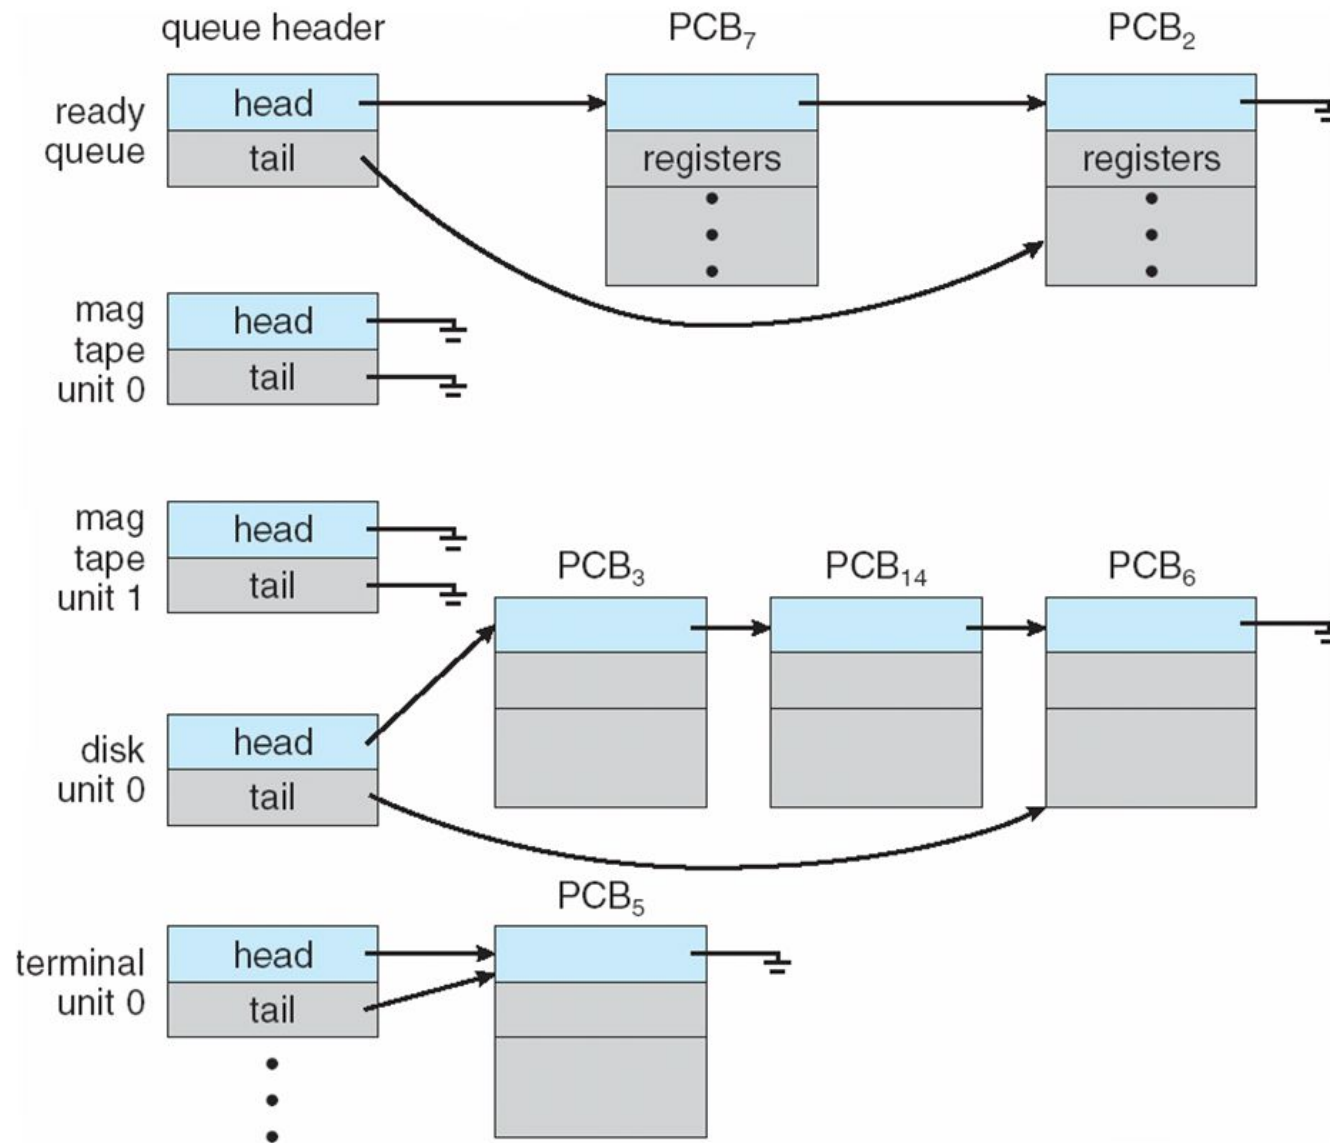 queue header
PCB₇
PCB₂
ready
queue
head
tail
registers
registers
mag
tape
unit 0
head
tail
mag
tape
unit 1
head
tail
PCB₃
PCB₁₄
PCB₆
disk
unit 0
head
tail
PCB₅
terminal
unit 0
head
tail